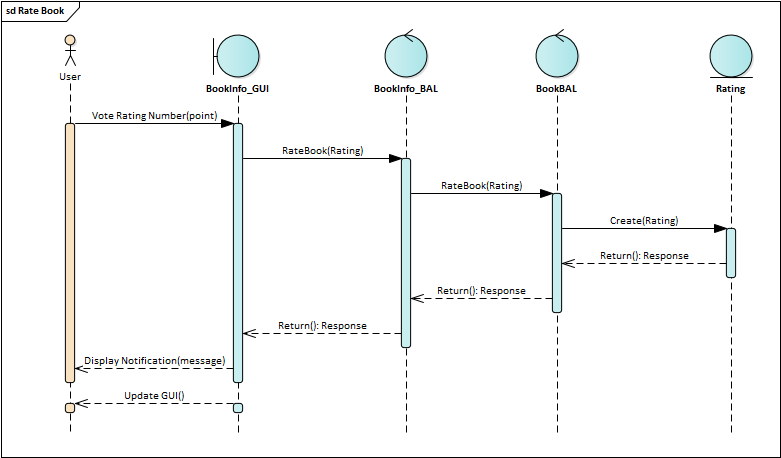 sd Rate Book
User
BookInfo_GUI
BookInfo_BAL
BookBAL
Rating
Vote Rating Number(point)
RateBook(Rating)
RateBook(Rating)
Create(Rating)
Return(): Response
Return(): Response
Return(): Response
Display Notification(message)
Update GUI()